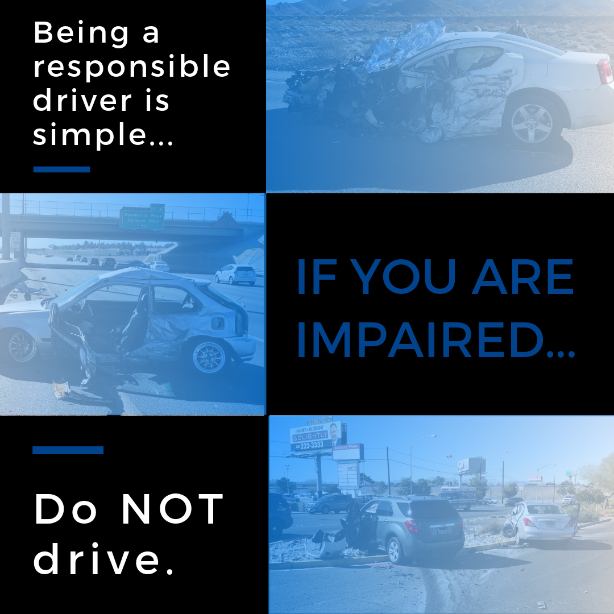 Being a
responsible
driver is
simple...
IF YOU ARE
IMPAIRED...
Do NOT
drive.